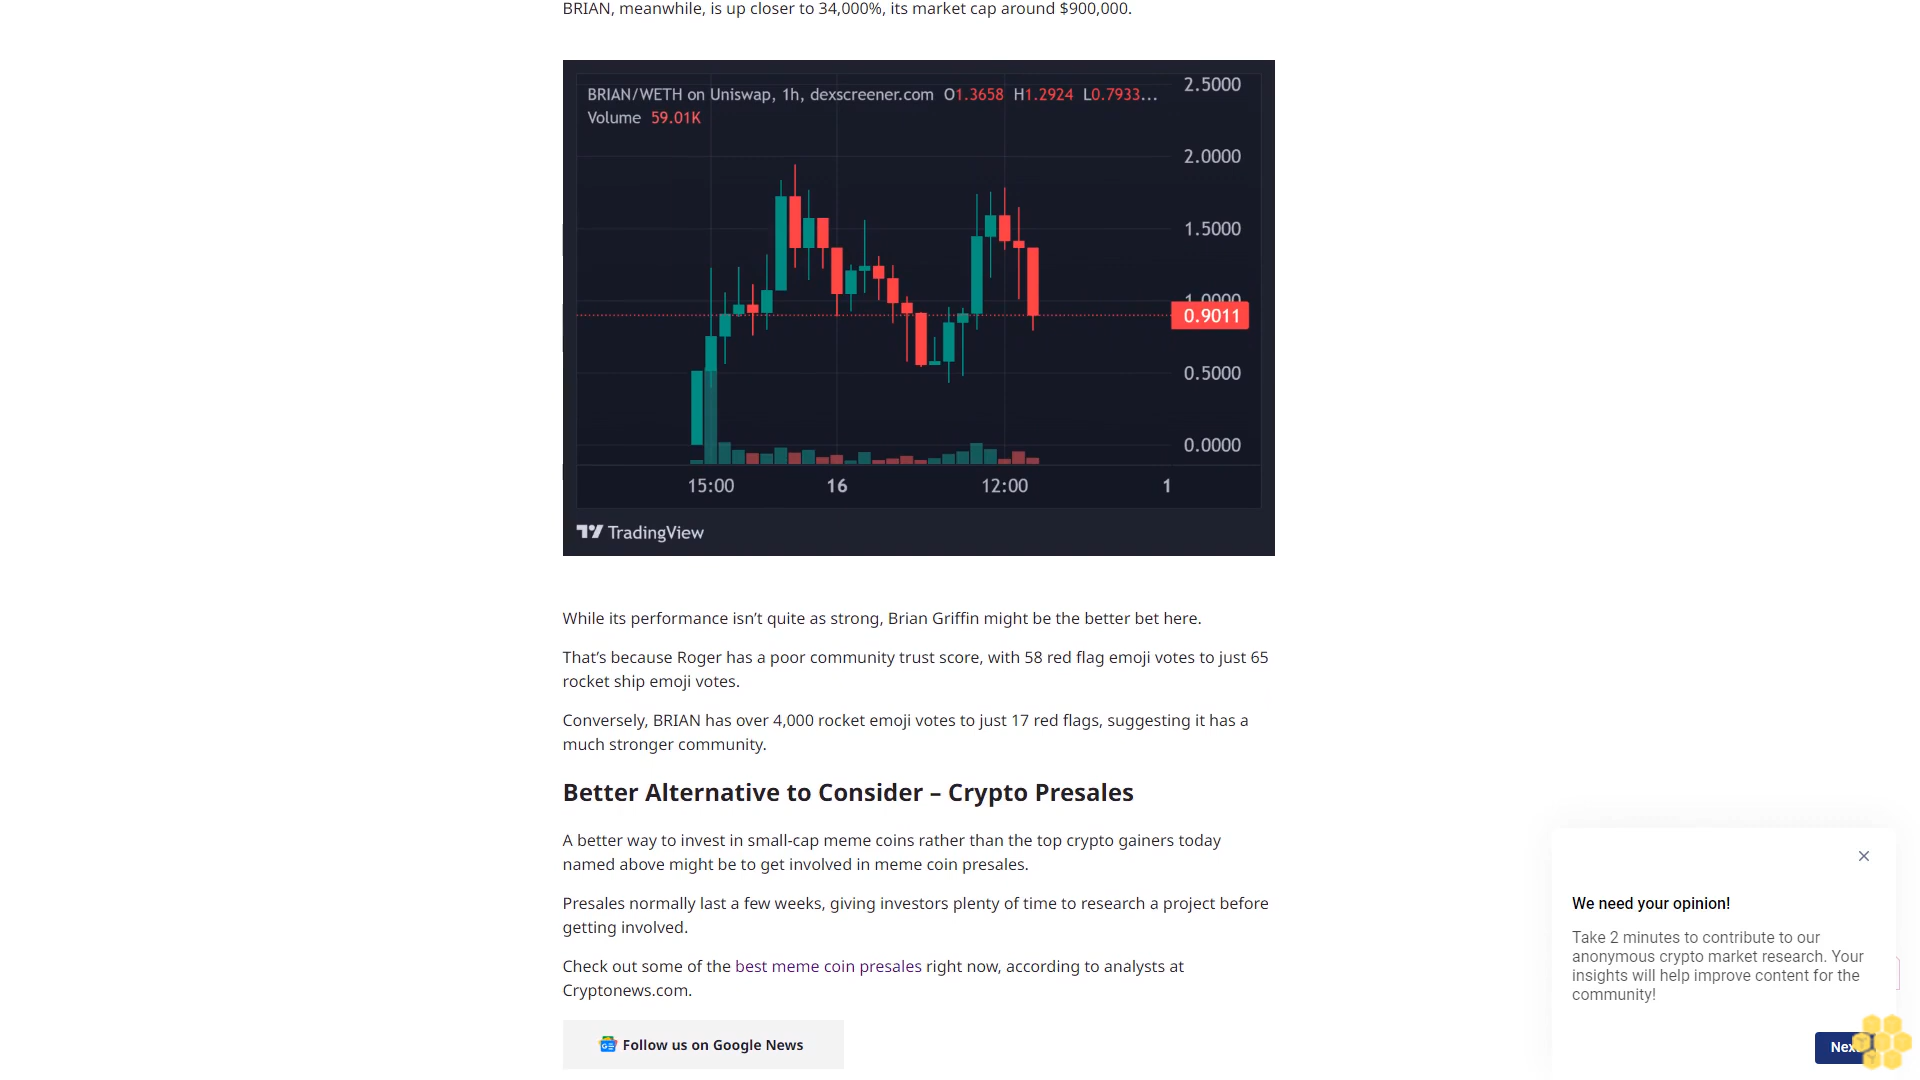 BRIAN, meanwhile, is up closer to 34,000%, its market cap around $900,000.
BRIAN/WETH on Uniswap, 1h, dexscreener.com O1.3658 H1.2924 L0.7933...
Volume 59.01K
2.5000
2.0000
1.5000
1.0000
0.9011
0.5000
0.0000
15:00 16 12:00 1
TradingView
While its performance isn’t quite as strong, Brian Griffin might be the better bet here.
That’s because Roger has a poor community trust score, with 58 red flag emoji votes to just 65
rocket ship emoji votes.
Conversely, BRIAN has over 4,000 rocket emoji votes to just 17 red flags, suggesting it has a
much stronger community.
Better Alternative to Consider – Crypto Presales
A better way to invest in small-cap meme coins rather than the top crypto gainers today
named above might be to get involved in meme coin presales.
Presales normally last a few weeks, giving investors plenty of time to research a project before
getting involved.
Check out some of the best meme coin presales right now, according to analysts at
Cryptonews.com.
Follow us on Google News
We need your opinion!
Take 2 minutes to contribute to our
anonymous crypto market research. Your
insights will help improve content for the
community!